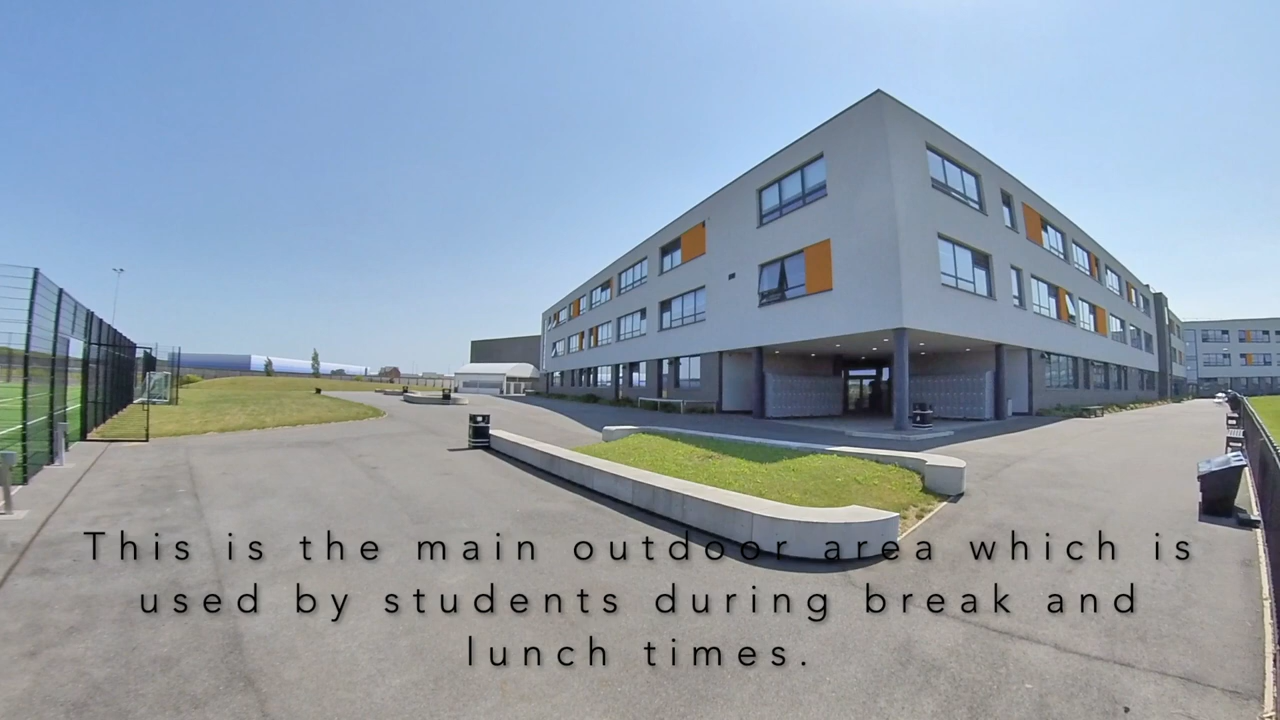 This is the main outdoor area which is
used by students during break and
lunch times.